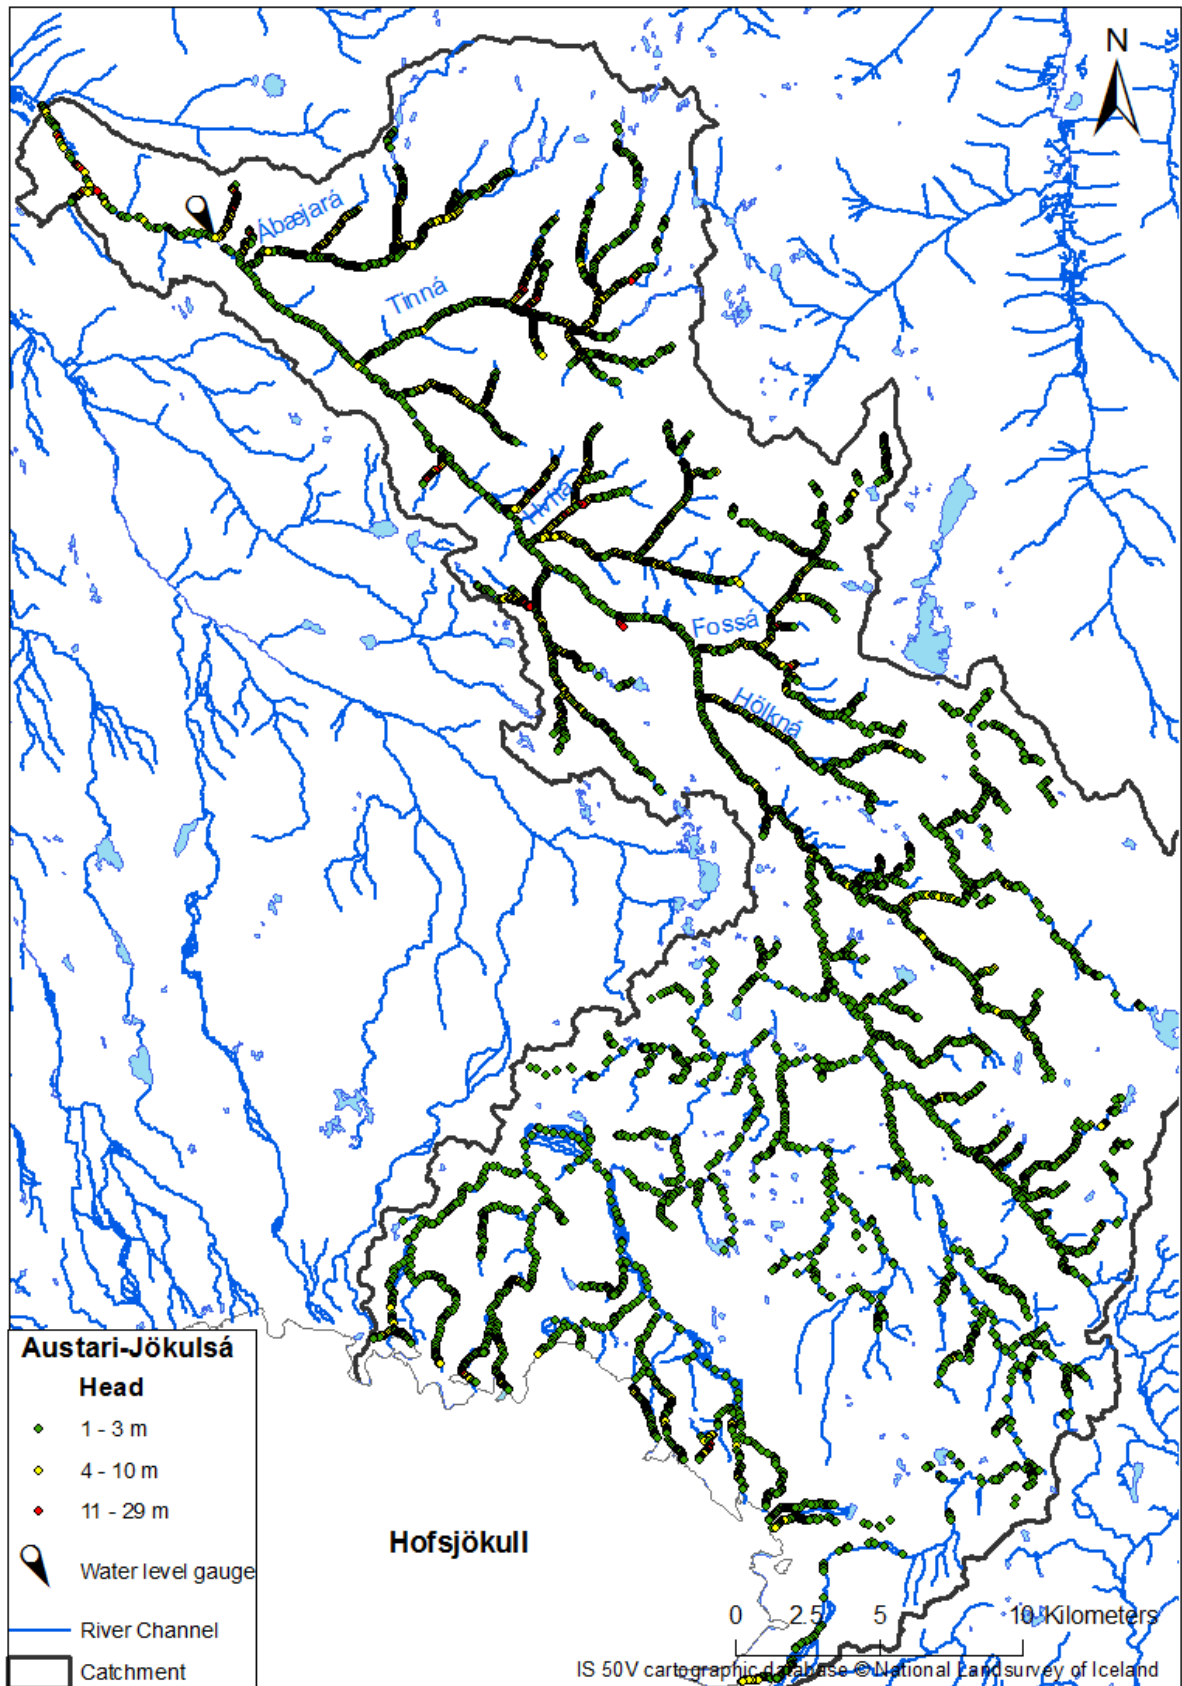 N
Ábæjará
Tinná
Hvítá
Fossá
Hölkná
Austari-Jökulsá
Head
1 - 3 m
4 - 10 m
11 - 29 m
Water level gauge
River Channel
Catchment
Hofsjökull
0 2.5 5 10 Kilometers
IS 50V cartographic database © National Landsurvey of Iceland